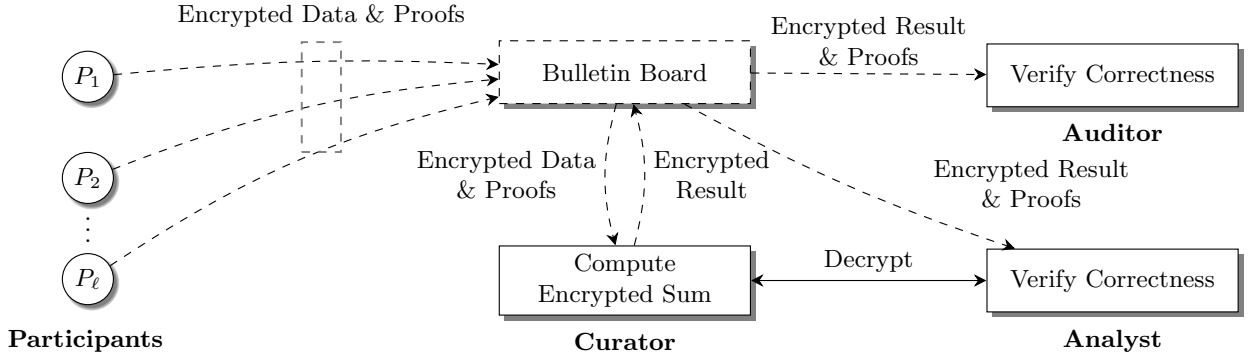 Encrypted Data & Proofs
P₁
P₂
⋮
P_ℓ
Participants
Bulletin Board
Encrypted Result
& Proofs
Verify Correctness
Auditor
Encrypted Data
& Proofs
Encrypted
Result
Encrypted Result
& Proofs
Compute
Encrypted Sum
Curator
Decrypt
Verify Correctness
Analyst